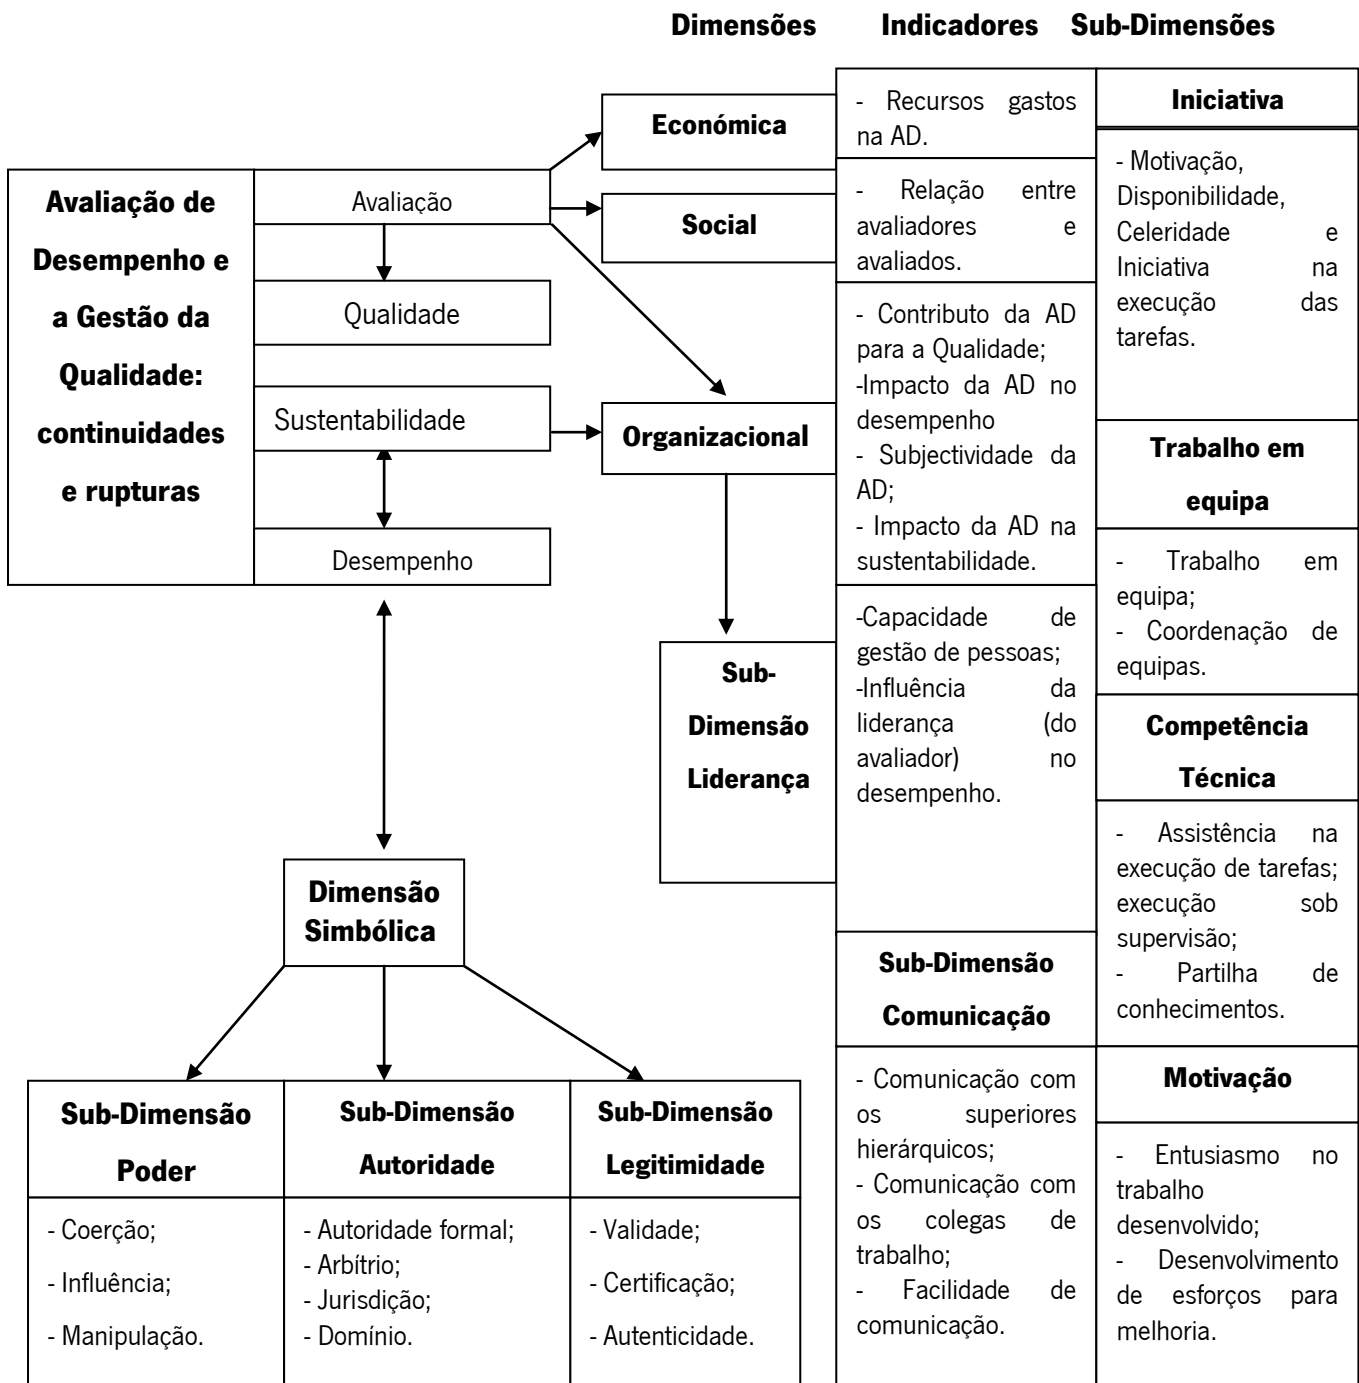 Dimensões Indicadores Sub-Dimensões
Avaliação de
Desempenho e
a Gestão da
Qualidade:
continuidades
e rupturas
Avaliação
Qualidade
Sustentabilidade
Desempenho
Económica
Social
Organizacional
Sub-
Dimensão
Liderança
- Recursos gastos
na AD.
- Relação entre
avaliadores e
avaliados.
- Contributo da AD
para a Qualidade;
-Impacto da AD no
desempenho
- Subjectividade da
AD;
- Impacto da AD na
sustentabilidade.
-Capacidade de
gestão de pessoas;
-Influência da
liderança (do
avaliador) no
desempenho.
Sub-Dimensão
Comunicação
- Comunicação com
os superiores
hierárquicos;
- Comunicação com
os colegas de
trabalho;
- Facilidade de
comunicação.
Iniciativa
- Motivação,
Disponibilidade,
Celeridade e
Iniciativa na
execução das
tarefas.
Trabalho em
equipa
- Trabalho em
equipa;
- Coordenação de
equipas.
Competência
Técnica
- Assistência na
execução de tarefas;
execução sob
supervisão;
- Partilha de
conhecimentos.
Motivação
- Entusiasmo no
trabalho
desenvolvido;
- Desenvolvimento
de esforços para
melhoria.
Dimensão
Simbólica
Sub-Dimensão
Poder
- Coerção;
- Influência;
- Manipulação.
Sub-Dimensão
Autoridade
- Autoridade formal;
- Arbítrio;
- Jurisdição;
- Domínio.
Sub-Dimensão
Legitimidade
- Validade;
- Certificação;
- Autenticidade.